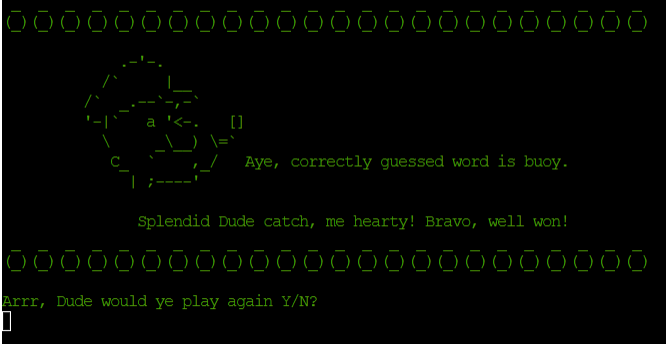 Aye, correctly guessed word is buoy.
Splendid Dude catch, me hearty! Bravo, well won!
Arrr, Dude would ye play again Y/N?